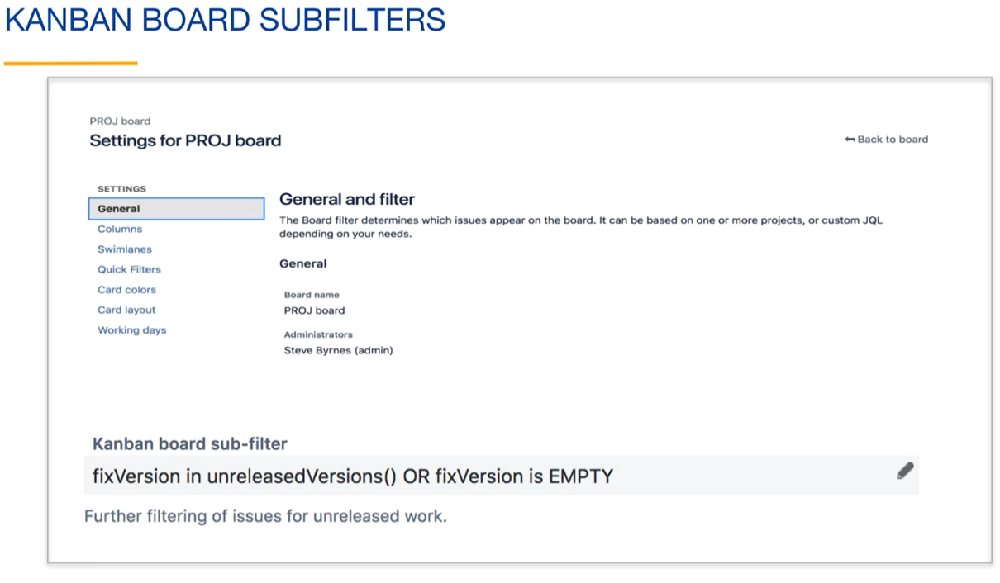 KANBAN BOARD SUBFILTERS
PROJ board
Settings for PROJ board
Back to board
SETTINGS
General
Columns
Swimlanes
Quick Filters
Card colors
Card layout
Working days
General and filter
The Board filter determines which issues appear on the board. It can be based on one or more projects, or custom JQL
depending on your needs.
General
Board name
PROJ board
Administrators
Steve Byrnes (admin)
Kanban board sub-filter
fixVersion in unreleasedVersions() OR fixVersion is EMPTY
Further filtering of issues for unreleased work.